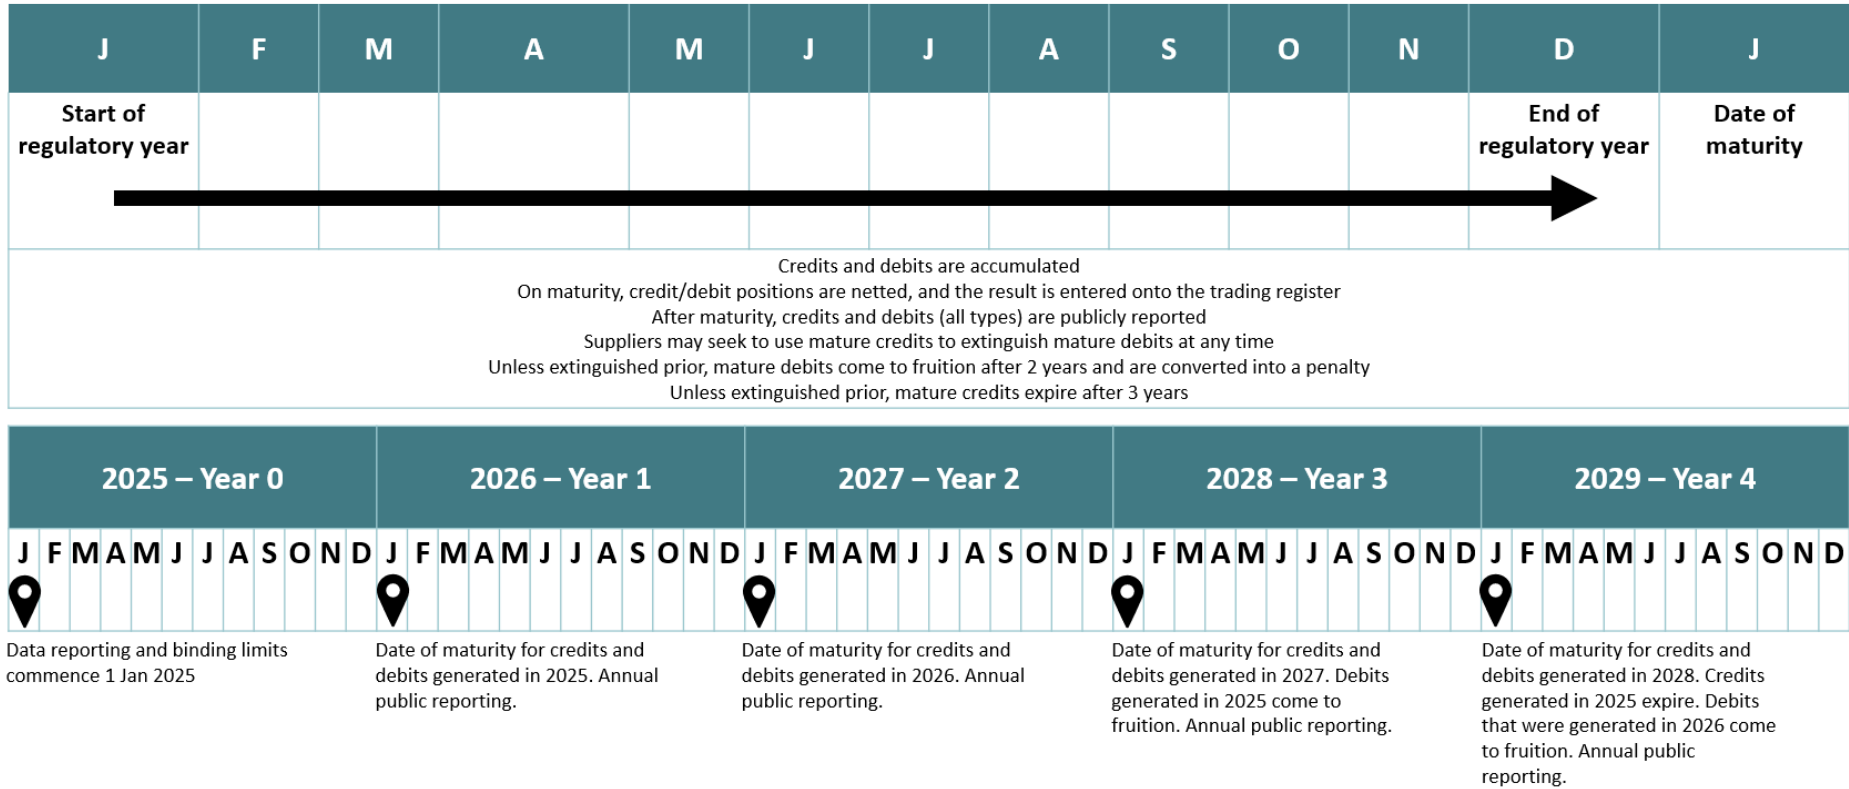 J F M A M J J A S O N D J
Start of
regulatory year
End of
regulatory year
Date of
maturity
Credits and debits are accumulated
On maturity, credit/debit positions are netted, and the result is entered onto the trading register
After maturity, credits and debits (all types) are publicly reported
Suppliers may seek to use mature credits to extinguish mature debits at any time
Unless extinguished prior, mature debits come to fruition after 2 years and are converted into a penalty
Unless extinguished prior, mature credits expire after 3 years
2025 – Year 0 2026 – Year 1 2027 – Year 2 2028 – Year 3 2029 – Year 4
J F M A M J J A S O N D J F M A M J J A S O N D J F M A M J J A S O N D J F M A M J J A S O N D J F M A M J J A S O N D
Data reporting and binding limits
commence 1 Jan 2025
Date of maturity for credits and
debits generated in 2025. Annual
public reporting.
Date of maturity for credits and
debits generated in 2026. Annual
public reporting.
Date of maturity for credits and
debits generated in 2027. Debits
generated in 2025 come to
fruition. Annual public reporting.
Date of maturity for credits and
debits generated in 2028. Credits
generated in 2025 expire. Debits
that were generated in 2026 come
to fruition. Annual public
reporting.